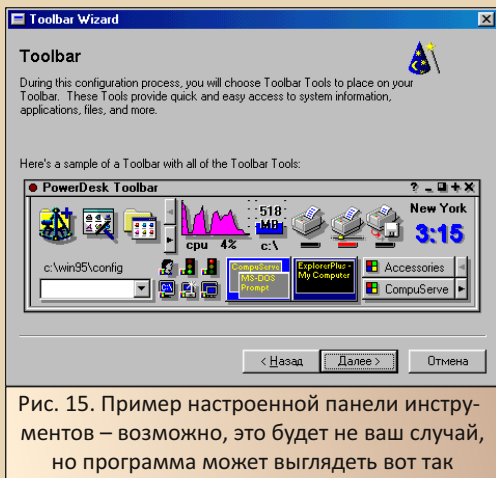 Toolbar Wizard
Toolbar
During this configuration process, you will choose Toolbar Tools to place on your
Toolbar. These Tools provide quick and easy access to system information,
applications, files, and more.
Here's a sample of a Toolbar with all of the Toolbar Tools:
PowerDesk Toolbar
518
MB
cpu 4% c:\
New York
3:15
c:\win95\config
CompuServe
MS-DOS
Prompt
ExplorerPlus -
My Computer
Accessories
CompuServe
< Назад
Далее >
Отмена
Рис. 15. Пример настроенной панели инстру-
ментов – возможно, это будет не ваш случай,
но программа может выглядеть вот так